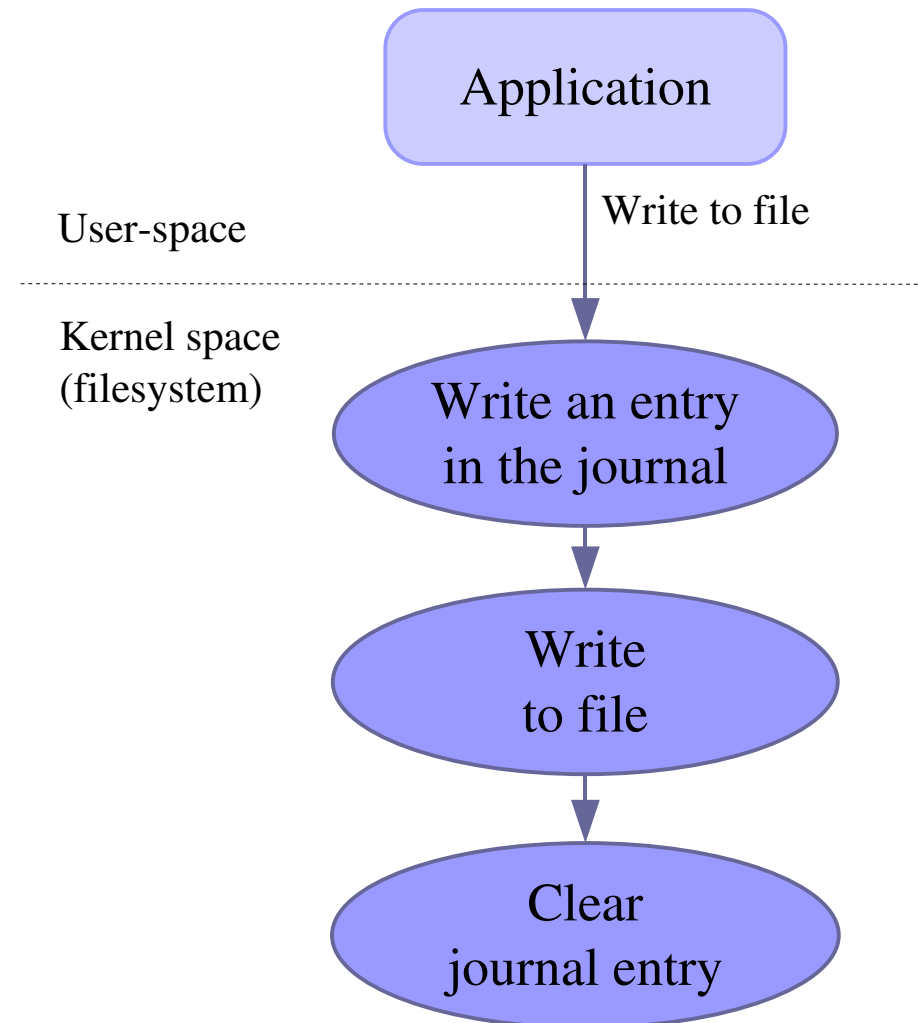 Application
Write to file
User-space
Kernel space
(filesystem)
Write an entry
in the journal
Write
to file
Clear
journal entry